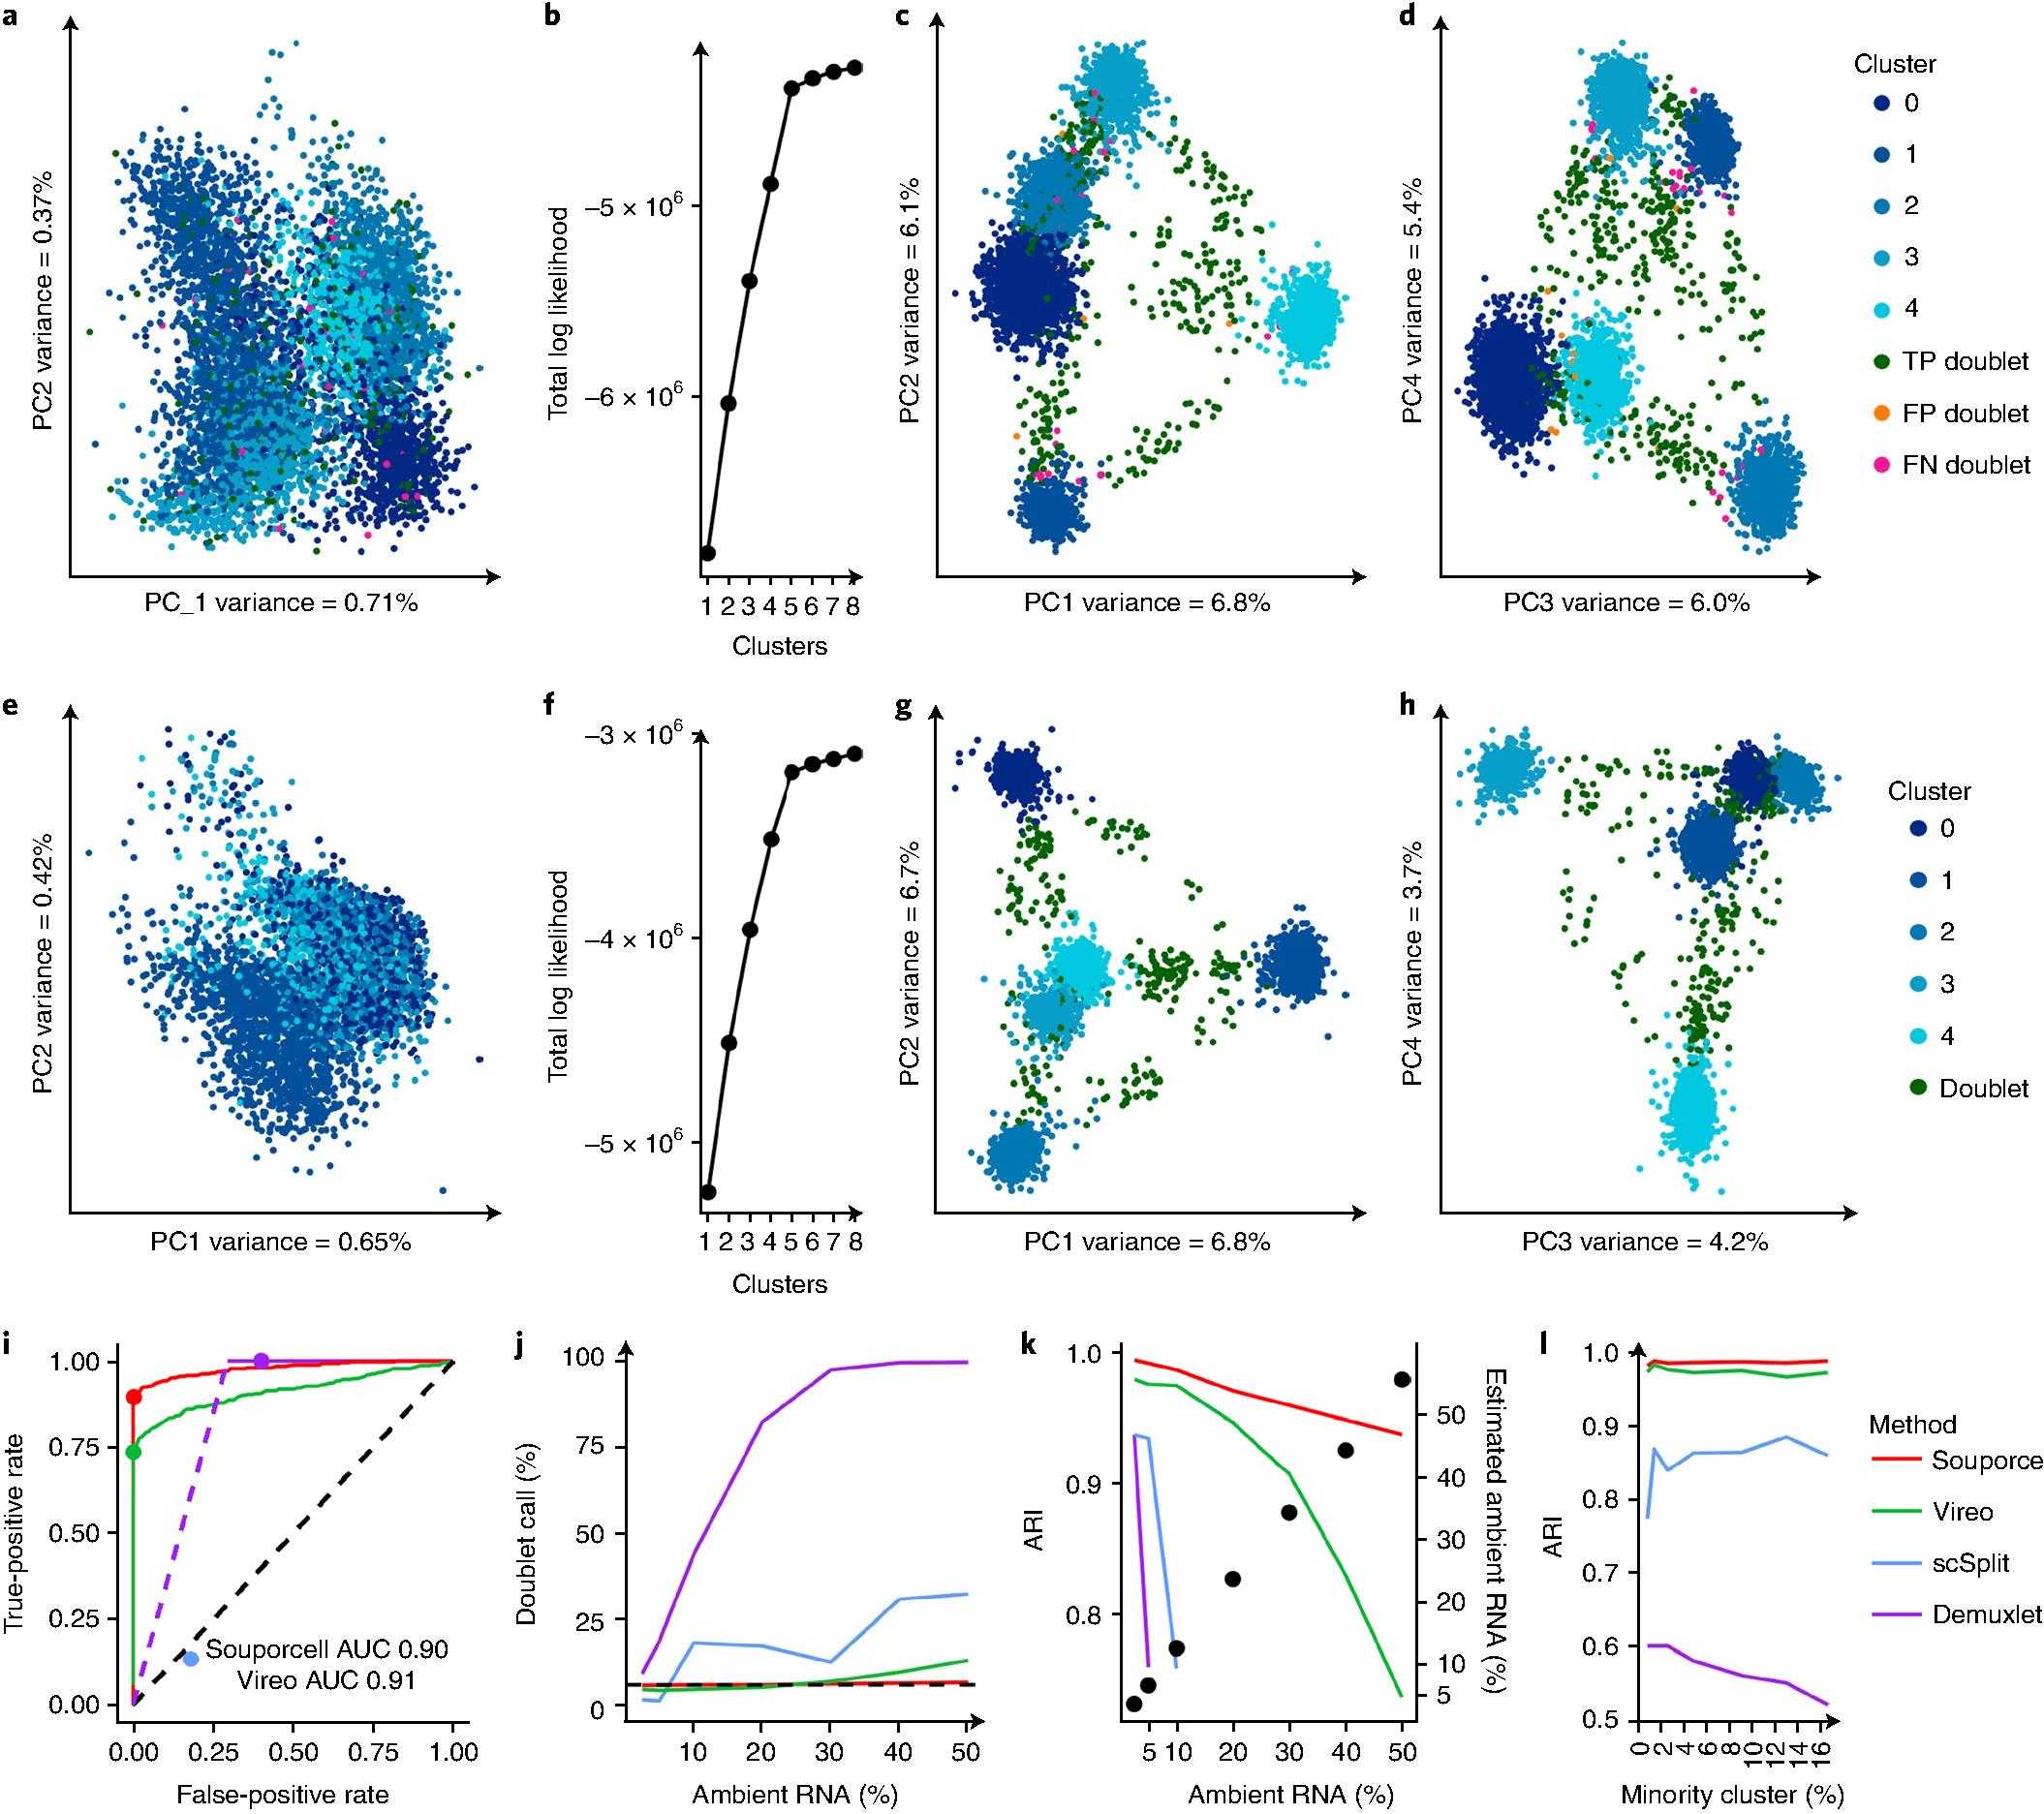 a
PC2 variance = 0.37%
PC_1 variance = 0.71%
b
Total log likelihood
−5 × 10⁶
−6 × 10⁶
1 2 3 4 5 6 7 8
Clusters
c
PC2 variance = 6.1%
PC1 variance = 6.8%
d
PC4 variance = 5.4%
PC3 variance = 6.0%
Cluster
0
1
2
3
4
TP doublet
FP doublet
FN doublet
e
PC2 variance = 0.42%
PC1 variance = 0.65%
f
Total log likelihood
−3 × 10⁶
−4 × 10⁶
−5 × 10⁶
1 2 3 4 5 6 7 8
Clusters
g
PC2 variance = 6.7%
PC1 variance = 6.8%
h
PC4 variance = 3.7%
PC3 variance = 4.2%
Cluster
0
1
2
3
4
Doublet
i
True-positive rate
1.00
0.75
0.50
0.25
0.00
Souporcell AUC 0.90
Vireo AUC 0.91
0.00 0.25 0.50 0.75 1.00
False-positive rate
j
Doublet call (%)
100
75
50
25
0
10 20 30 40 50
Ambient RNA (%)
k
ARI
1.0
0.9
0.8
Estimated ambient RNA (%)
50
40
30
20
10
5
5 10 20 30 40 50
Ambient RNA (%)
l
ARI
1.0
0.9
0.8
0.7
0.6
0.5
0 2 4 6 8 10 12 14 16
Minority cluster (%)
Method
Souporce
Vireo
scSplit
Demuxlet